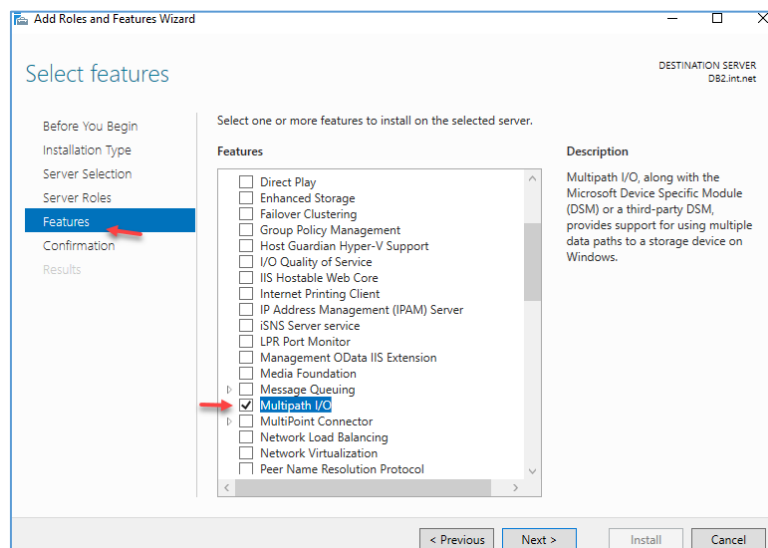 Add Roles and Features Wizard
Select features
DESTINATION SERVER
DB2.int.net
Before You Begin
Installation Type
Server Selection
Server Roles
Features
Confirmation
Results
Select one or more features to install on the selected server.
Features
Direct Play
Enhanced Storage
Failover Clustering
Group Policy Management
Host Guardian Hyper-V Support
I/O Quality of Service
IIS Hostable Web Core
Internet Printing Client
IP Address Management (IPAM) Server
iSNS Server service
LPR Port Monitor
Management OData IIS Extension
Media Foundation
Message Queuing
Multipath I/O
MultiPoint Connector
Network Load Balancing
Network Virtualization
Peer Name Resolution Protocol
Description
Multipath I/O, along with the
Microsoft Device Specific Module
(DSM) or a third-party DSM,
provides support for using multiple
data paths to a storage device on
Windows.
< Previous
Next >
Install
Cancel